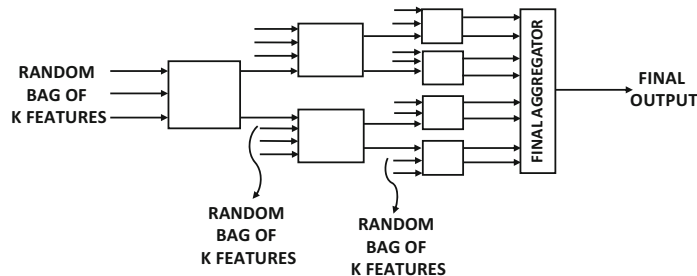 RANDOM
BAG OF
K FEATURES
FINAL AGGREGATOR
FINAL
OUTPUT
RANDOM
BAG OF
K FEATURES
RANDOM
BAG OF
K FEATURES